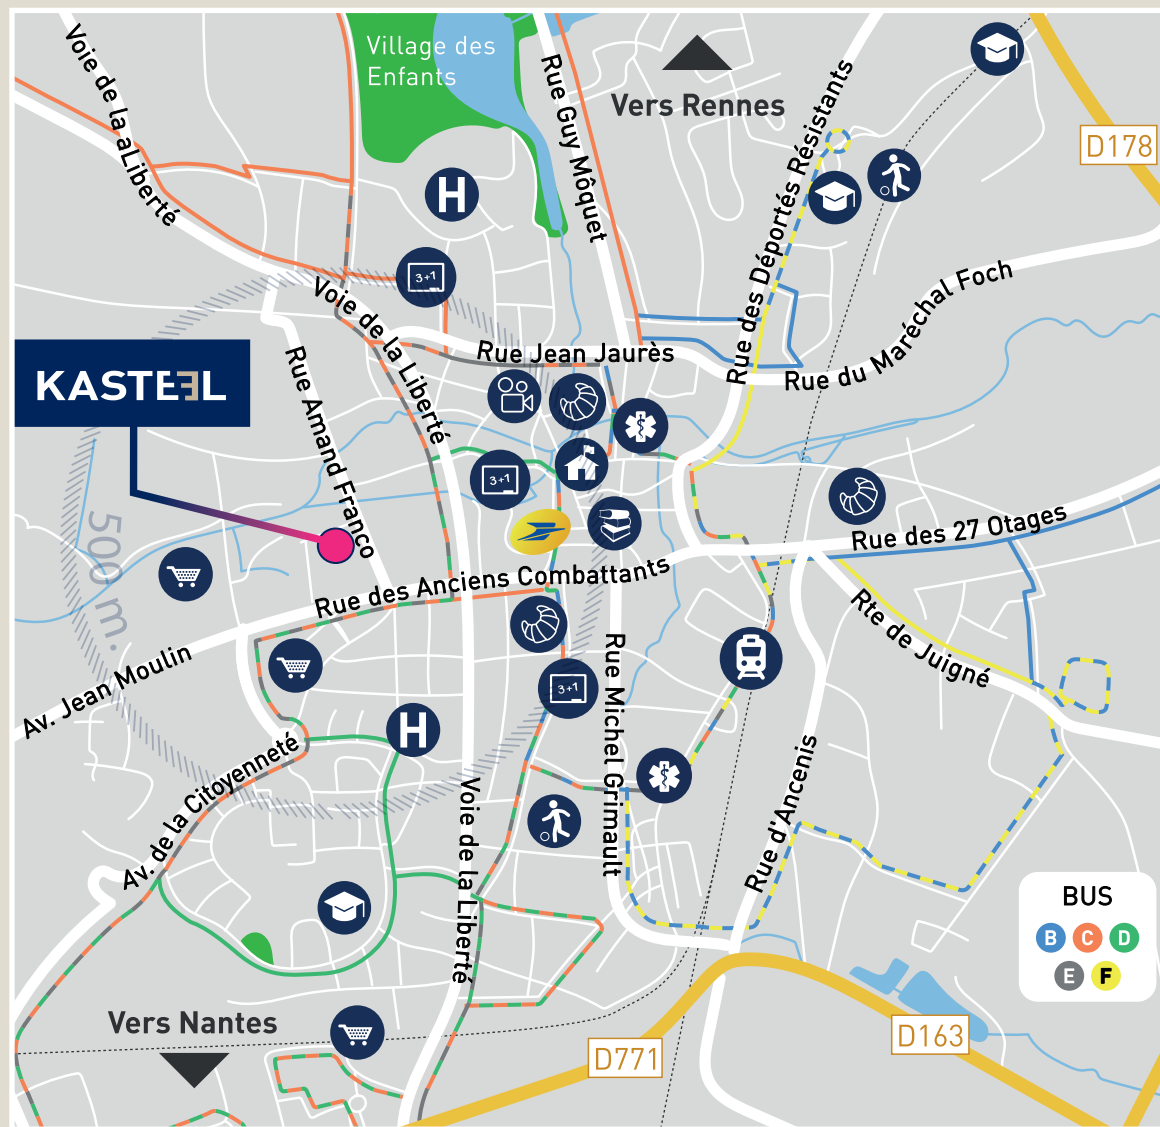 Voie de la aLiberté
Village des
Enfants
Rue Guy Môquet
Vers Rennes
Rue des Déportés Résistants
D178
H
3+1
Voie de la Liberté
Rue Jean Jaurès
Rue du Maréchal Foch
KASTEEL
Rue Amand Franco
3+1
500 m.
Rue des 27 Otages
Rue des Anciens Combattants
Rte de Juigné
Av. Jean Moulin
3+1
Rue Michel Grimault
H
Av. de la Citoyenneté
Voie de la Liberté
Rue d'Ancenis
BUS
B C D
E F
Vers Nantes
D771
D163